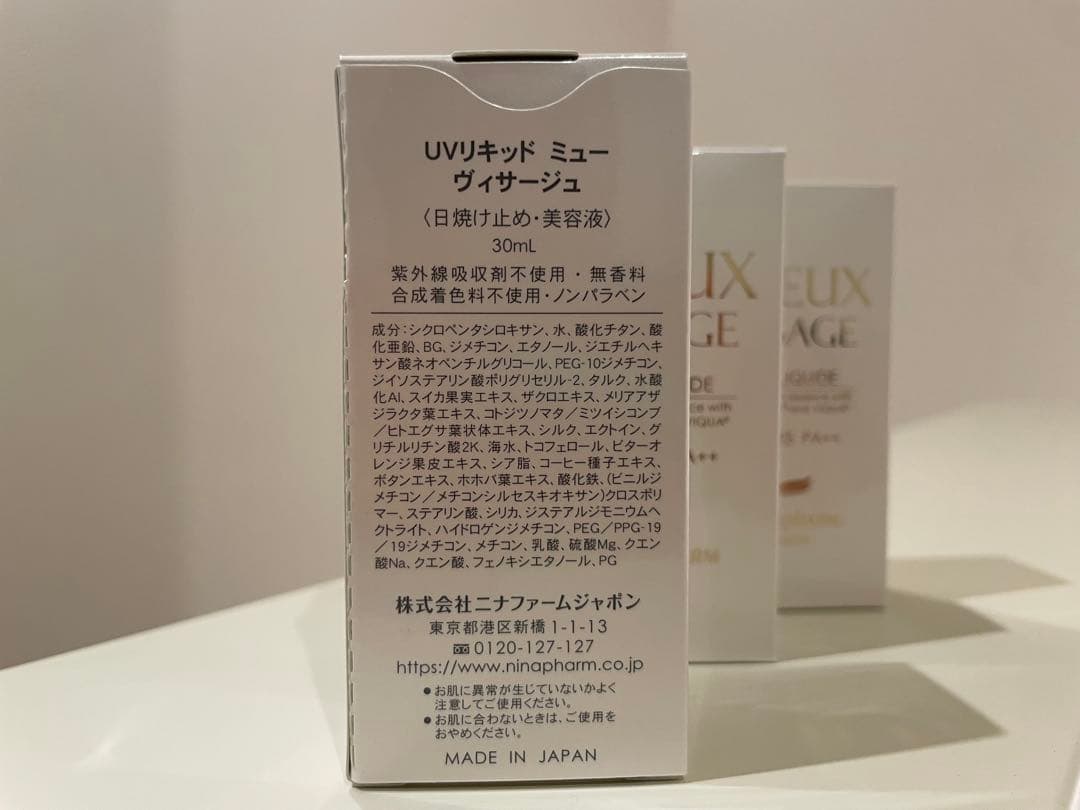 UVリキッド ミュー
ヴィサージュ
〈日焼け止め・美容液〉
30mL
紫外線吸収剤不使用・無香料
合成着色料不使用・ノンパラベン
成分:シクロペンタシロキサン、水、酸化チタン、酸
化亜鉛、BG、ジメチコン、エタノール、ジエチルヘキ
サン酸ネオペンチルグリコール、PEG-10ジメチコン、
ジイソステアリン酸ポリグリセリル-2、タルク、水酸
化Al、スイカ果実エキス、ザクロエキス、メリアアザ
ジラクタ葉エキス、コトジツノマタ/ミツイシコンブ
/ヒトエグサ葉状体エキス、シルク、エクトイン、グ
リチルリチン酸2K、海水、トコフェロール、ビターオ
レンジ果皮エキス、シア脂、コーヒー種子エキス、
ボタンエキス、ホホバ葉エキス、酸化鉄、(ビニルジ
メチコン/メチコンシルセスキオキサン)クロスポリ
マー、ステアリン酸、シリカ、ジステアルジモニウムヘ
クトライト、ハイドロゲンジメチコン、PEG/PPG-19
/19ジメチコン、メチコン、乳酸、硫酸Mg、クエン
酸Na、クエン酸、フェノキシエタノール、PG
株式会社ニナファームジャポン
東京都港区新橋1-1-13
0120-127-127
https://www.ninapharm.co.jp
●お肌に異常が生じていないかよく
注意してご使用ください。
●お肌に合わないときは、ご使用を
おやめください。
MADE IN JAPAN
UX
GE
DE
ce with
IQUA®
A++
ARM
EUX
AGE
IQUIDE
PA++